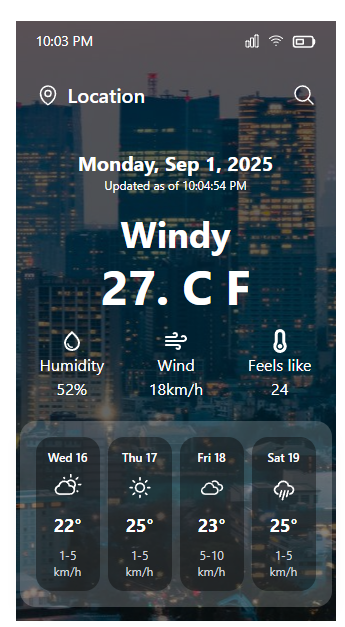 10:03 PM
Location
Monday, Sep 1, 2025
Updated as of 10:04:54 PM
Windy
27. C F
Humidity Wind Feels like
52% 18km/h 24
Wed 16 Thu 17 Fri 18 Sat 19
22° 25° 23° 25°
1-5 1-5 5-10 1-5
km/h km/h km/h km/h